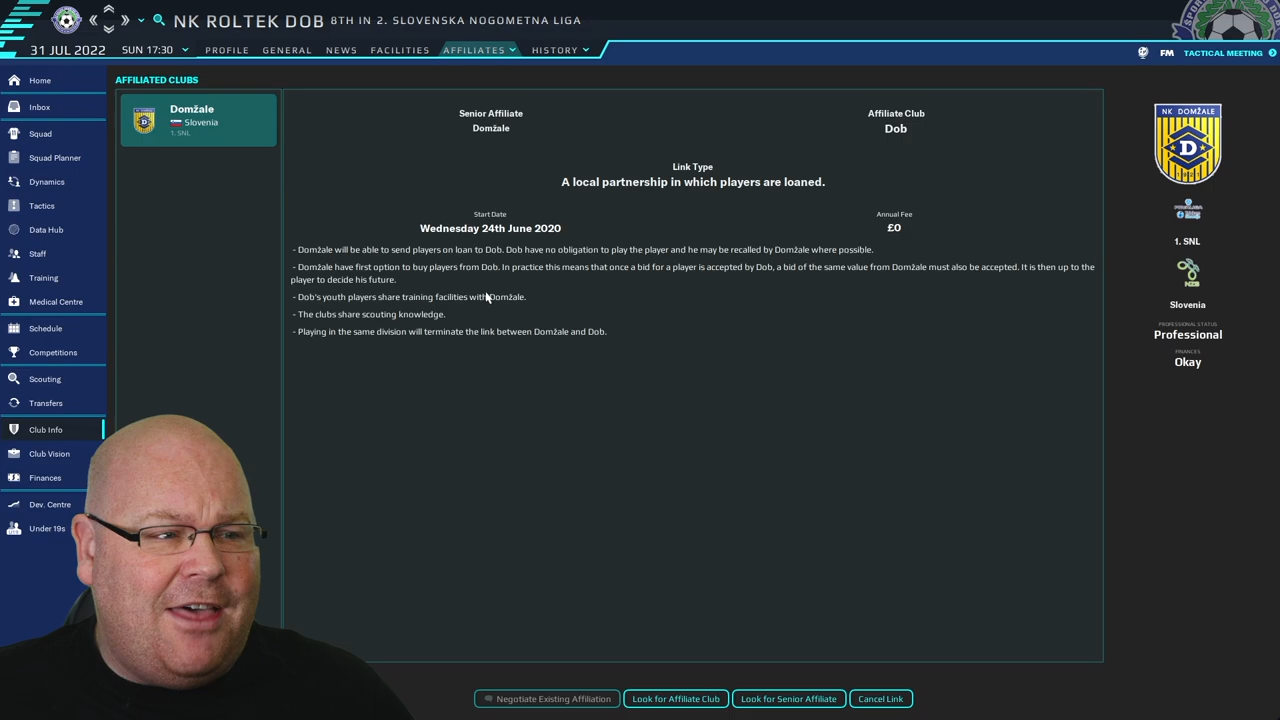 NK ROLTEK DOB 8TH IN 2. SLOVENSKA NOGOMETNA LIGA
31 JUL 2022 SUN 17:30 PROFILE GENERAL NEWS FACILITIES AFFILIATES HISTORY FM TACTICAL MEETING
AFFILIATED CLUBS
Home
Inbox
Squad
Squad Planner
Dynamics
Tactics
Data Hub
Staff
Training
Medical Centre
Schedule
Competitions
Scouting
Transfers
Club Info
Club Vision
Finances
Dev. Centre
Under 19s
Domžale
Slovenia
1. SNL
Senior Affiliate
Domžale
Affiliate Club
Dob
Link Type
A local partnership in which players are loaned.
Start Date
Wednesday 24th June 2020
Annual Fee
£0
- Domžale will be able to send players on loan to Dob. Dob have no obligation to play the player and he may be recalled by Domžale where possible.
- Domžale have first option to buy players from Dob. In practice this means that once a bid for a player is accepted by Dob, a bid of the same value from Domžale must also be accepted. It is then up to the
player to decide his future.
- Dob's youth players share training facilities with Domžale.
- The clubs share scouting knowledge.
- Playing in the same division will terminate the link between Domžale and Dob.
NK DOMŽALE
D
1921
1. SNL
NZS
Slovenia
PROFESSIONAL STATUS
Professional
FINANCES
Okay
Negotiate Existing Affiliation Look for Affiliate Club Look for Senior Affiliate Cancel Link